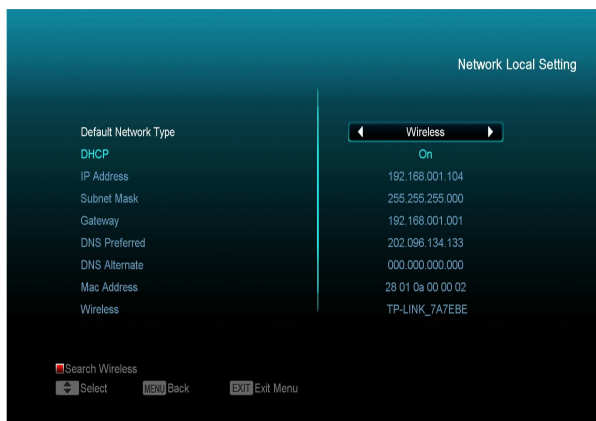 Network Local Setting
Default Network Type Wireless
DHCP On
IP Address 192.168.001.104
Subnet Mask 255.255.255.000
Gateway 192.168.001.001
DNS Preferred 202.096.134.133
DNS Alternate 000.000.000.000
Mac Address 28 01 0a 00 00 02
Wireless TP-LINK_7A7EBE
Search Wireless
Select MENU Back EXIT Exit Menu